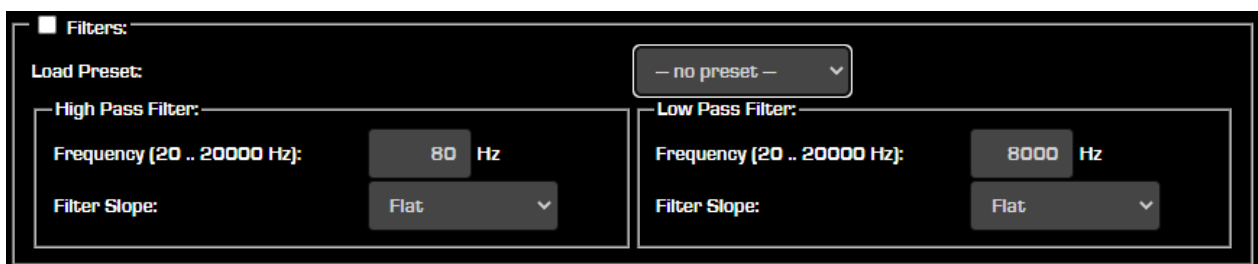 Filters:
Load Preset: — no preset —
High Pass Filter: Low Pass Filter:
Frequency (20 .. 20000 Hz): 80 Hz Frequency (20 .. 20000 Hz): 8000 Hz
Filter Slope: Flat Filter Slope: Flat